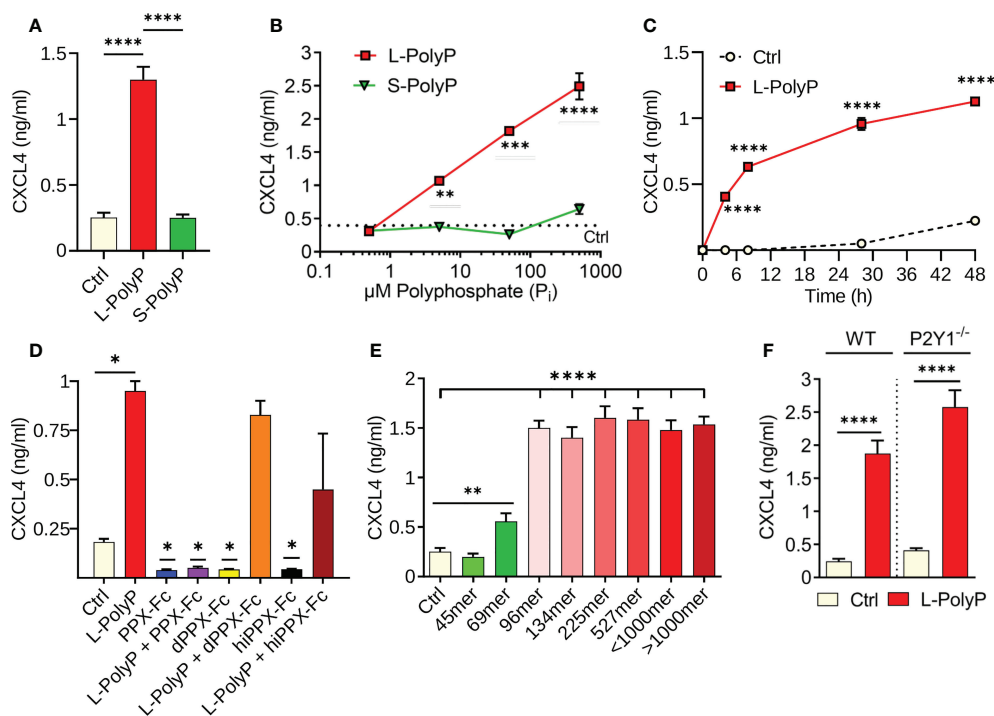 A
**** ****
1.5
1
0.5
0
CXCL4 (ng/ml)
Ctrl
L-PolyP
S-PolyP
B
L-PolyP
S-PolyP
3
2.5
2
1.5
1
0.5
0
CXCL4 (ng/ml)
**
***
****
Ctrl
0.1 1 10 100 1000
µM Polyphosphate (Pi)
C
Ctrl
L-PolyP
1.5
1
0.5
CXCL4 (ng/ml)
****
****
****
****
0 6 12 18 24 30 36 42 48
Time (h)
D
*
1
0.75
0.5
0.25
CXCL4 (ng/ml)
* * * *
Ctrl
L-PolyP
PPX-Fc
L-PolyP + PPX-Fc
dPPX-Fc
L-PolyP + dPPX-Fc
hiPPX-Fc
L-PolyP + hiPPX-Fc
E
****
**
2
1.5
1
0.5
0
CXCL4 (ng/ml)
Ctrl
45mer
69mer
96mer
134mer
225mer
527mer
<1000mer
>1000mer
F
WT P2Y1-/-
**** ****
3
2.5
2
1.5
1
0.5
0
CXCL4 (ng/ml)
Ctrl L-PolyP